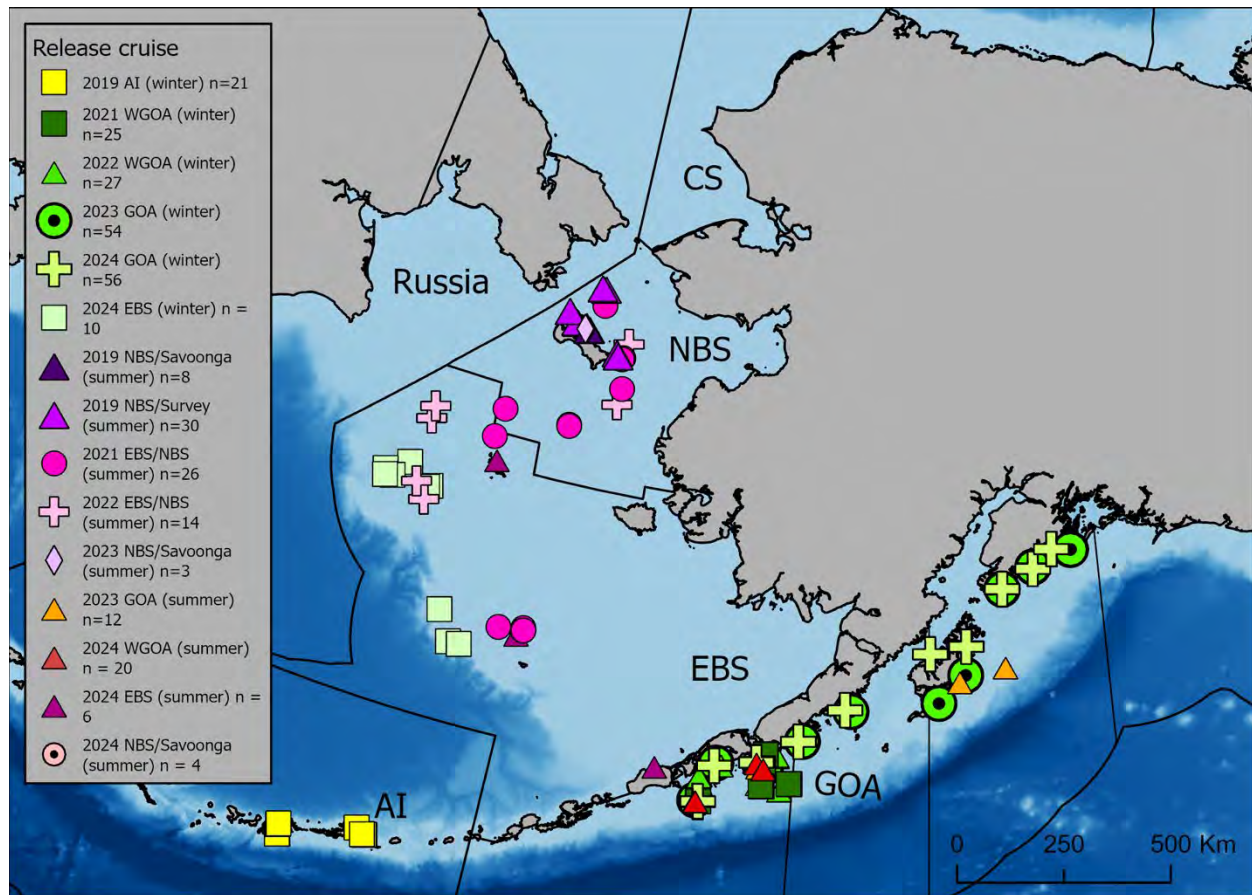 Release cruise
2019 AI (winter) n=21
2021 WGOA (winter)
n=25
2022 WGOA (winter)
n=27
2023 GOA (winter)
n=54
2024 GOA (winter)
n=56
2024 EBS (winter) n =
10
2019 NBS/Savoonga
(summer) n=8
2019 NBS/Survey
(summer) n=30
2021 EBS/NBS
(summer) n=26
2022 EBS/NBS
(summer) n=14
2023 NBS/Savoonga
(summer) n=3
2023 GOA (summer)
n=12
2024 WGOA (summer)
n = 20
2024 EBS (summer) n =
6
2024 NBS/Savoonga
(summer) n = 4
CS
Russia
NBS
EBS
GOA
AI
0 250 500 Km